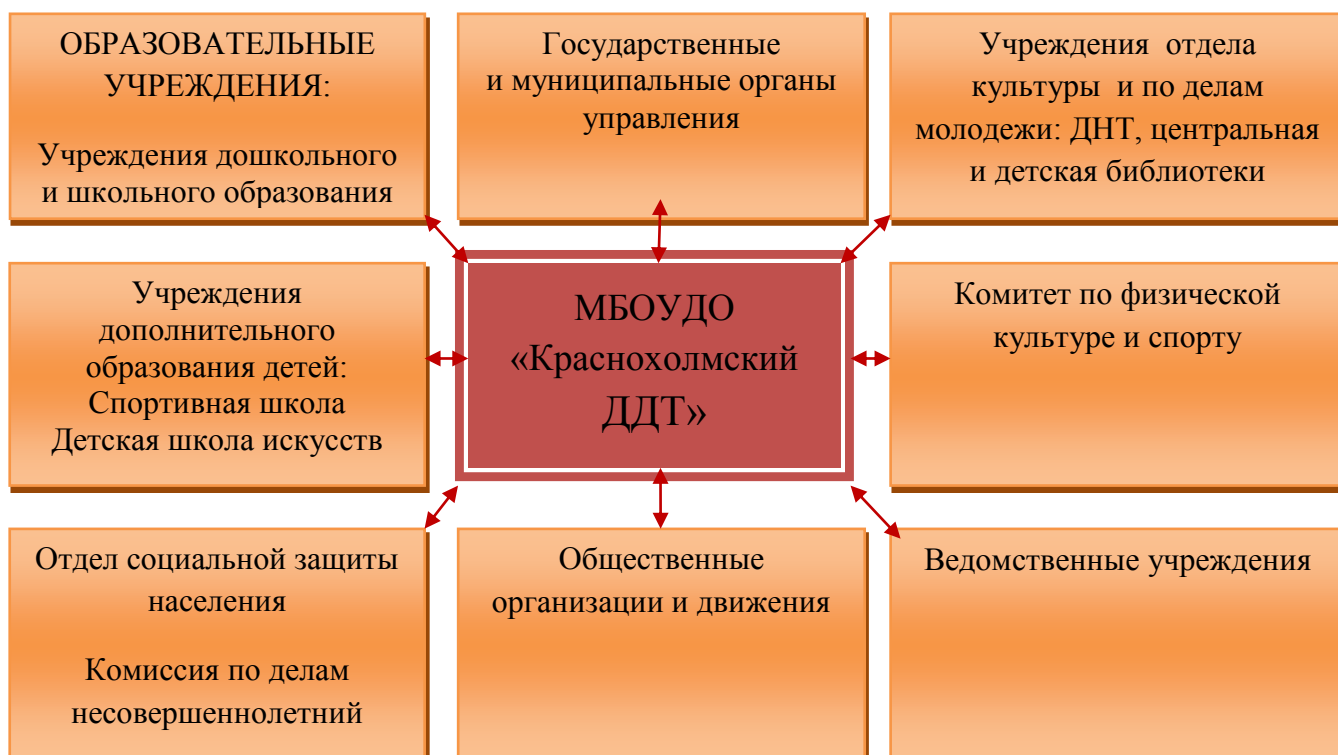 ОБРАЗОВАТЕЛЬНЫЕ
УЧРЕЖДЕНИЯ:
Учреждения дошкольного
и школьного образования
Государственные
и муниципальные органы
управления
Учреждения отдела
культуры и по делам
молодежи: ДНТ, центральная
и детская библиотеки
Учреждения
дополнительного
образования детей:
Спортивная школа
Детская школа искусств
МБОУДО
«Краснохолмский
ДДТ»
Комитет по физической
культуре и спорту
Отдел социальной защиты
населения
Комиссия по делам
несовершеннолетний
Общественные
организации и движения
Ведомственные учреждения